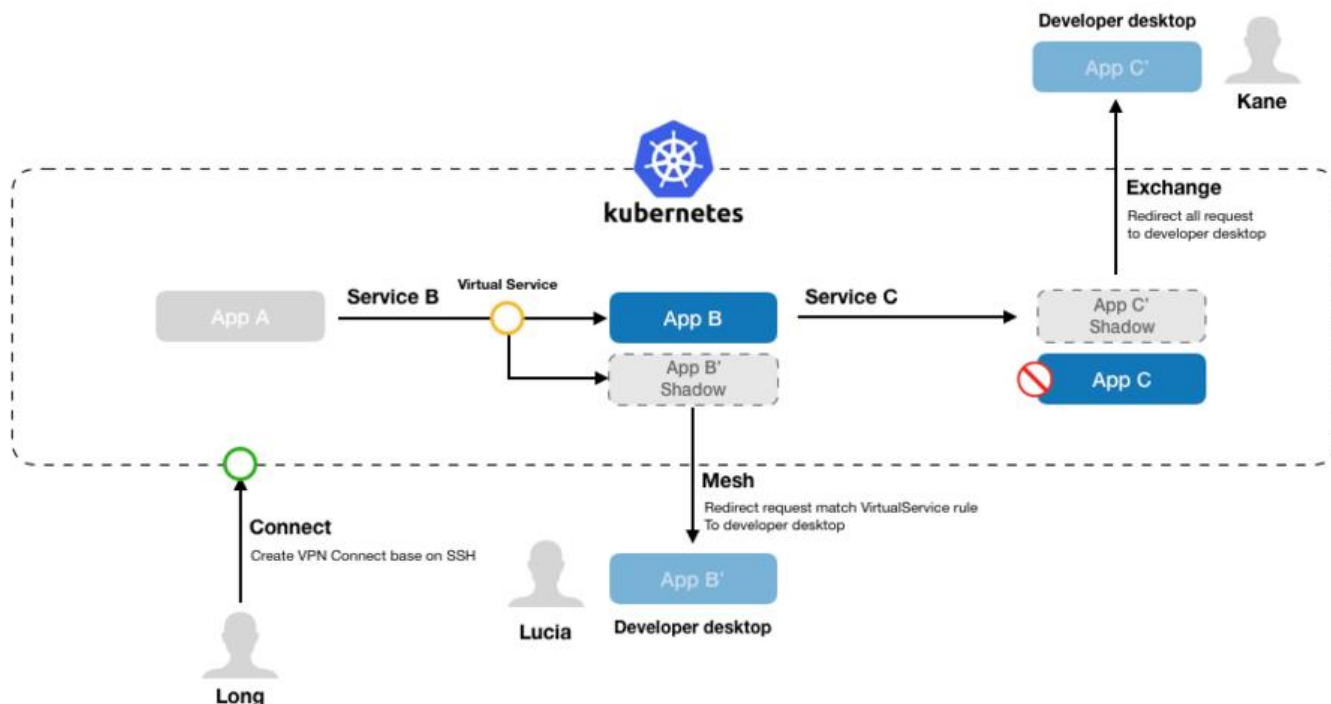 Developer desktop
App C'
Kane
kubernetes
Exchange
Redirect all request
to developer desktop
Service B
Virtual Service
Service C
App A
App B
App C'
Shadow
App B'
Shadow
App C
Mesh
Redirect request match VirtualService rule
To developer desktop
Connect
Create VPN Connect base on SSH
App B'
Lucia
Developer desktop
Long